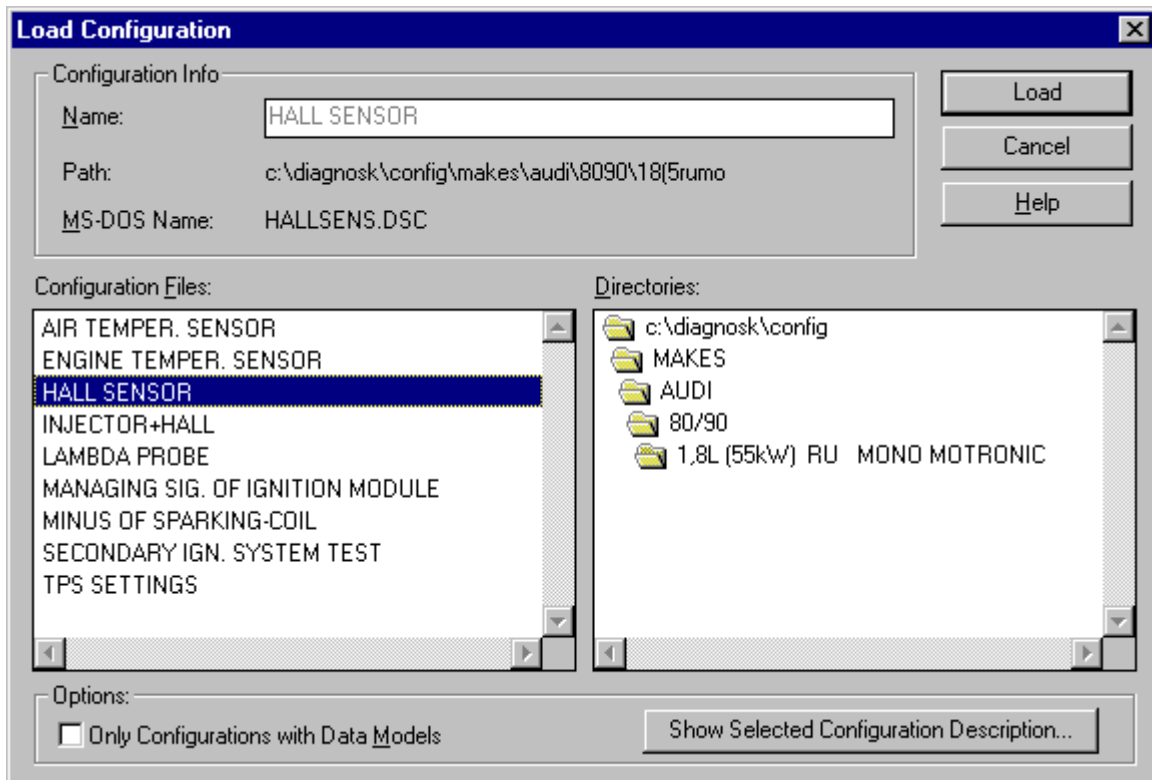 Load Configuration
Configuration Info
Name:
HALL SENSOR
Path:
c:\diagnosk\config\makes\audi\8090\18(5rumo
MS-DOS Name:
HALLSENS.DSC
Load
Cancel
Help
Configuration Files:
AIR TEMPER. SENSOR
ENGINE TEMPER. SENSOR
HALL SENSOR
INJECTOR+HALL
LAMBDA PROBE
MANAGING SIG. OF IGNITION MODULE
MINUS OF SPARKING-COIL
SECONDARY IGN. SYSTEM TEST
TPS SETTINGS
Directories:
c:\diagnosk\config
MAKES
AUDI
80/90
1,8L (55kW) RU MONO MOTRONIC
Options:
Only Configurations with Data Models
Show Selected Configuration Description...